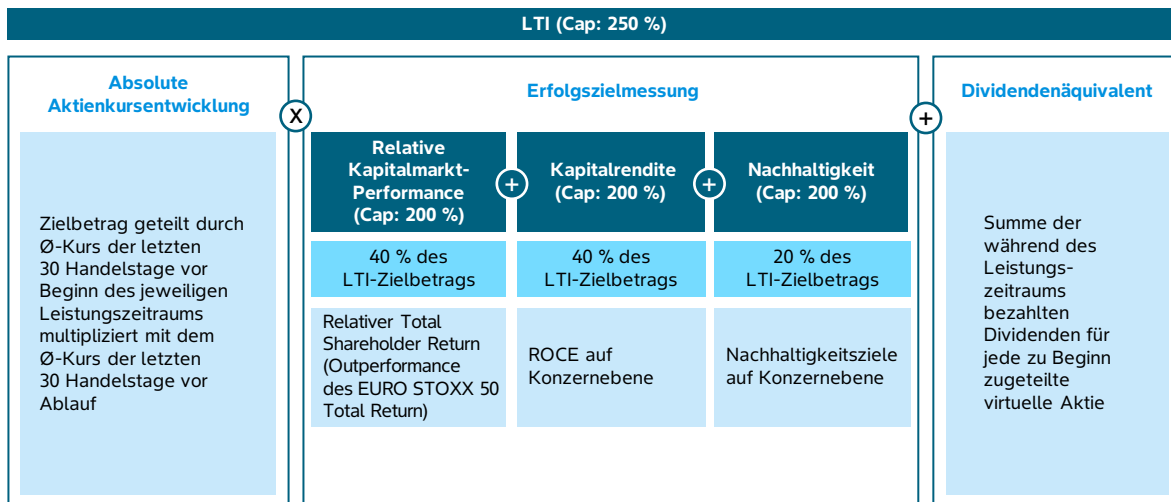 LTI (Cap: 250 %)
Absolute
Aktienkursentwicklung
Zielbetrag geteilt durch
Ø-Kurs der letzten
30 Handelstage vor
Beginn des jeweiligen
Leistungszeitraums
multipliziert mit dem
Ø-Kurs der letzten
30 Handelstage vor
Ablauf
X
Erfolgszielmessung
Relative
Kapitalmarkt-
Performance
(Cap: 200 %)
40 % des
LTI-Zielbetrags
Relativer Total
Shareholder Return
(Outperformance
des EURO STOXX 50
Total Return)
+
Kapitalrendite
(Cap: 200 %)
40 % des
LTI-Zielbetrags
ROCE auf
Konzernebene
+
Nachhaltigkeit
(Cap: 200 %)
20 % des
LTI-Zielbetrags
Nachhaltigkeitsziele
auf Konzernebene
+
Dividendenäquivalent
Summe der
während des
Leistungs-
zeitraums
bezahlten
Dividenden für
jede zu Beginn
zugeteilte
virtuelle Aktie